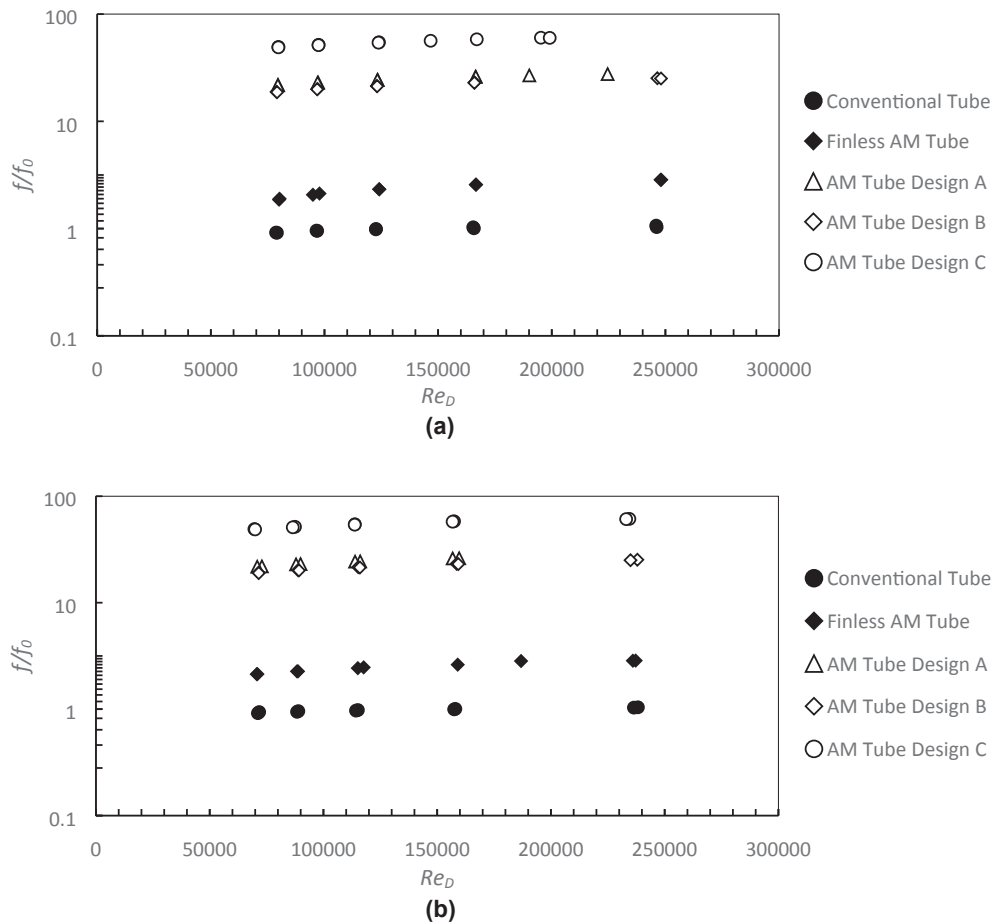 100
10
1
0.1
f/f0
0 50000 100000 150000 200000 250000 300000
ReD
(a)
Conventional Tube
Finless AM Tube
AM Tube Design A
AM Tube Design B
AM Tube Design C
100
10
1
0.1
f/f0
0 50000 100000 150000 200000 250000 300000
ReD
(b)
Conventional Tube
Finless AM Tube
AM Tube Design A
AM Tube Design B
AM Tube Design C